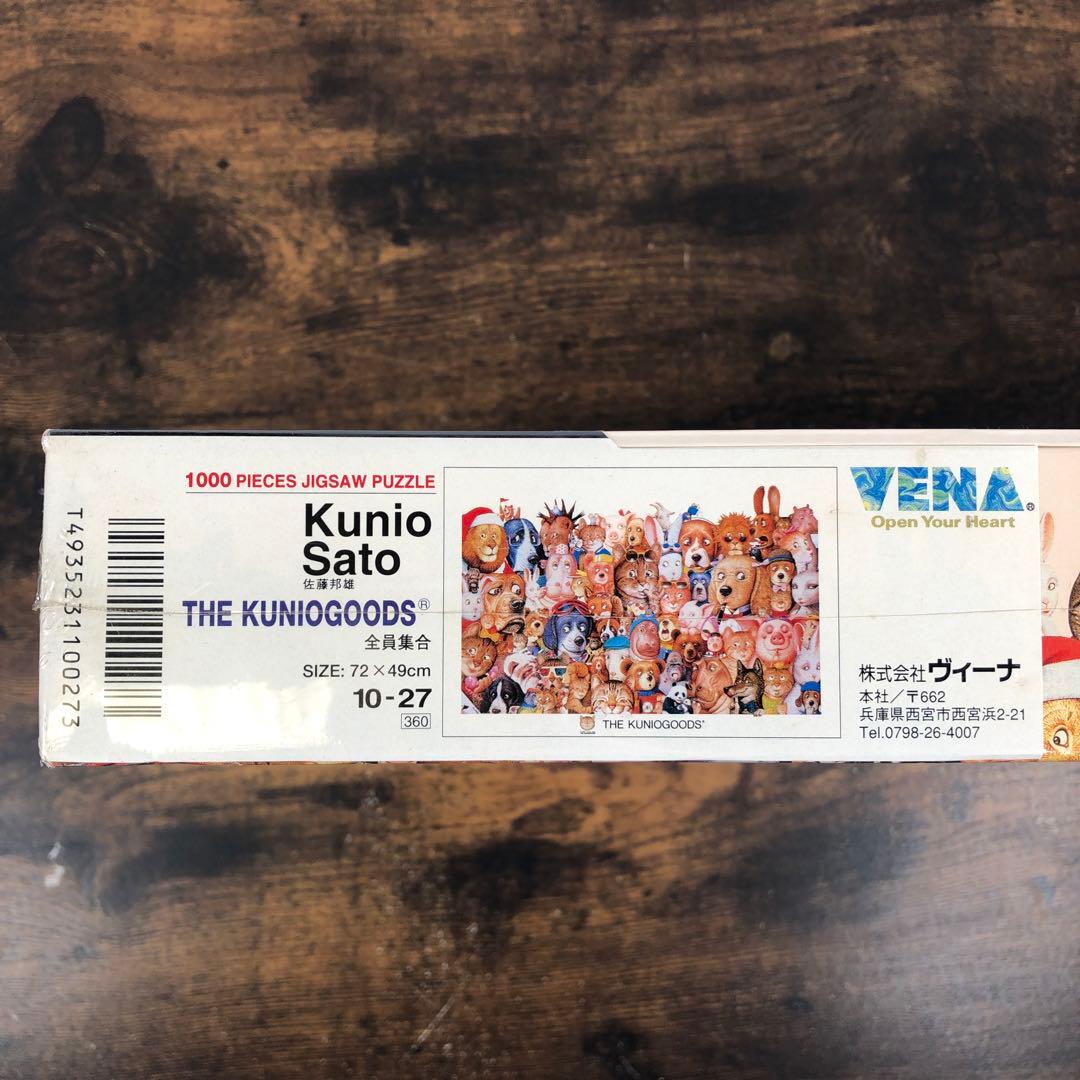 T4935231100273
1000 PIECES JIGSAW PUZZLE
Kunio
Sato
佐藤邦雄
THE KUNIOGOODS®
全員集合
SIZE: 72×49cm
10-27
360
THE KUNIOGOODS®
VENA®
Open Your Heart
株式会社ヴィーナ
本社/〒662
兵庫県西宮市西宮浜2-21
Tel.0798-26-4007